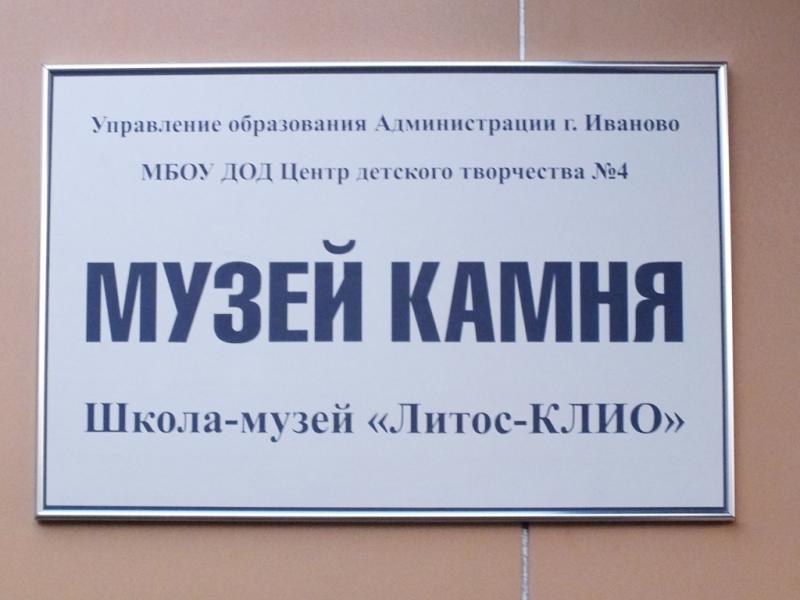 Управление образования Администрации г. Иваново
МБОУ ДОД Центр детского творчества №4
МУЗЕЙ КАМНЯ
Школа-музей «Литос-КЛИО»